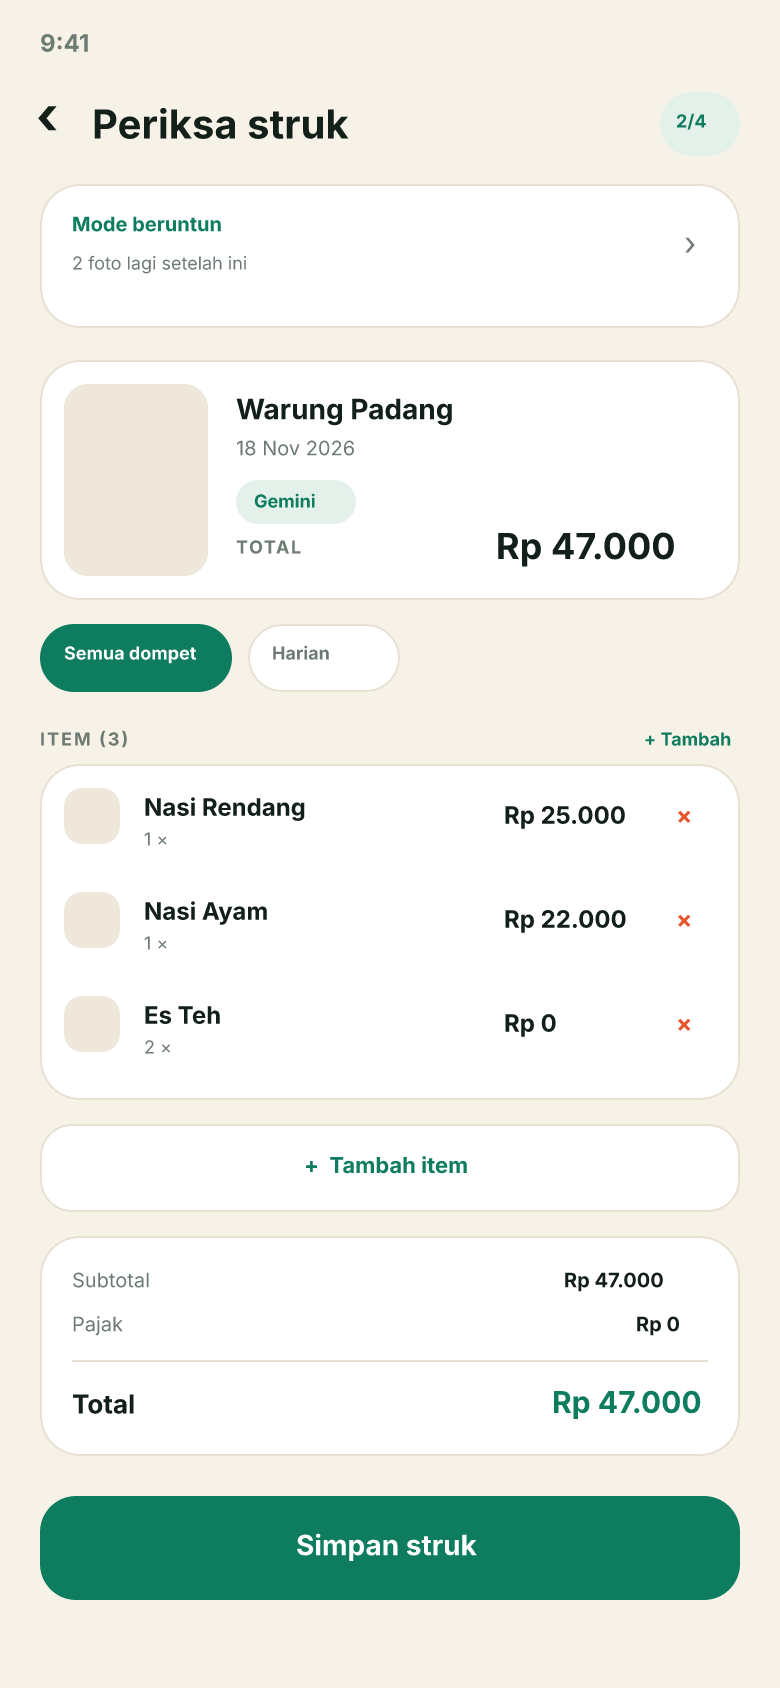 9:41
‹ Periksa struk 2/4
Mode beruntun
2 foto lagi setelah ini
›
Warung Padang
18 Nov 2026
Gemini
TOTAL Rp 47.000
Semua dompet Harian
ITEM (3) + Tambah
Nasi Rendang Rp 25.000 ×
1 ×
Nasi Ayam Rp 22.000 ×
1 ×
Es Teh Rp 0 ×
2 ×
+ Tambah item
Subtotal Rp 47.000
Pajak Rp 0
Total Rp 47.000
Simpan struk